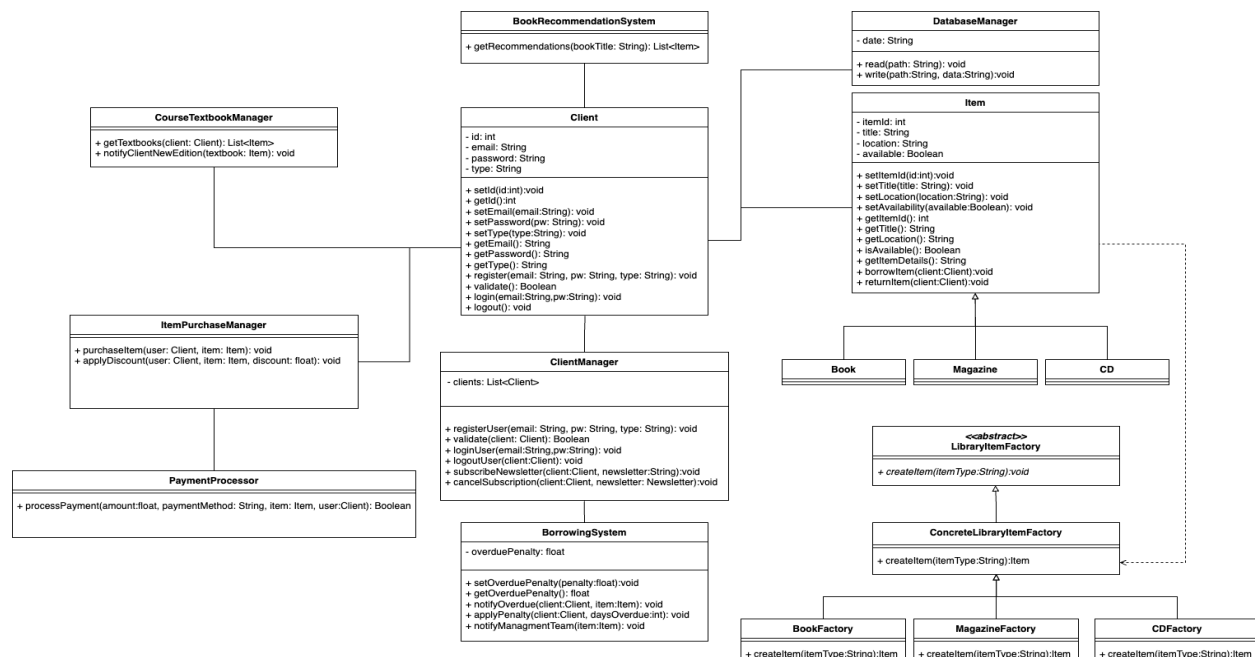 BookRecommendationSystem
+ getRecommendations(bookTitle: String): List<Item>
DatabaseManager
- date: String
+ read(path: String): void
+ write(path:String, data:String):void
CourseTextbookManager
+ getTextbooks(client: Client): List<Item>
+ notifyClientNewEdition(textbook: Item): void
Client
- id: int
- email: String
- password: String
- type: String
+ setId(id:int):void
+ getId():int
+ setEmail(email:String): void
+ setPassword(pw: String): void
+ setType(type:String): void
+ getEmail(): String
+ getPassword(): String
+ getType(): String
+ register(email: String, pw: String, type: String): void
+ validate(): Boolean
+ login(email:String,pw:String): void
+ logout(): void
Item
- itemId: int
- title: String
- location: String
- available: Boolean
+ setItemId(id:int):void
+ setTitle(title: String): void
+ setLocation(location:String): void
+ setAvailability(available:Boolean): void
+ getItemId(): int
+ getTitle(): String
+ getLocation(): String
+ isAvailable(): Boolean
+ getItemDetails(): String
+ borrowItem(client:Client):void
+ returnItem(client:Client):void
ItemPurchaseManager
+ purchaseItem(user: Client, item: Item): void
+ applyDiscount(user: Client, item: Item, discount: float): void
ClientManager
- clients: List<Client>
+ registerUser(email: String, pw: String, type: String): void
+ validate(client: Client): Boolean
+ loginUser(email:String,pw:String): void
+ logoutUser(client:Client): void
+ subscribeNewsletter(client:Client, newsletter:String):void
+ cancelSubscription(client:Client, newsletter: Newsletter):void
Book
Magazine
CD
<<abstract>>
LibraryItemFactory
+ createItem(itemType:String):void
PaymentProcessor
+ processPayment(amount:float, paymentMethod: String, item: Item, user:Client): Boolean
BorrowingSystem
- overduePenalty: float
+ setOverduePenalty(penalty:float):void
+ getOverduePenalty(): float
+ notifyOverdue(client:Client, item:Item): void
+ applyPenalty(client:Client, daysOverdue:int): void
+ notifyManagmentTeam(item:Item): void
ConcreteLibraryItemFactory
+ createItem(itemType:String):Item
BookFactory
+ createItem(itemType:String):Item
MagazineFactory
+ createItem(itemType:String):Item
CDFactory
+ createItem(itemType:String):Item